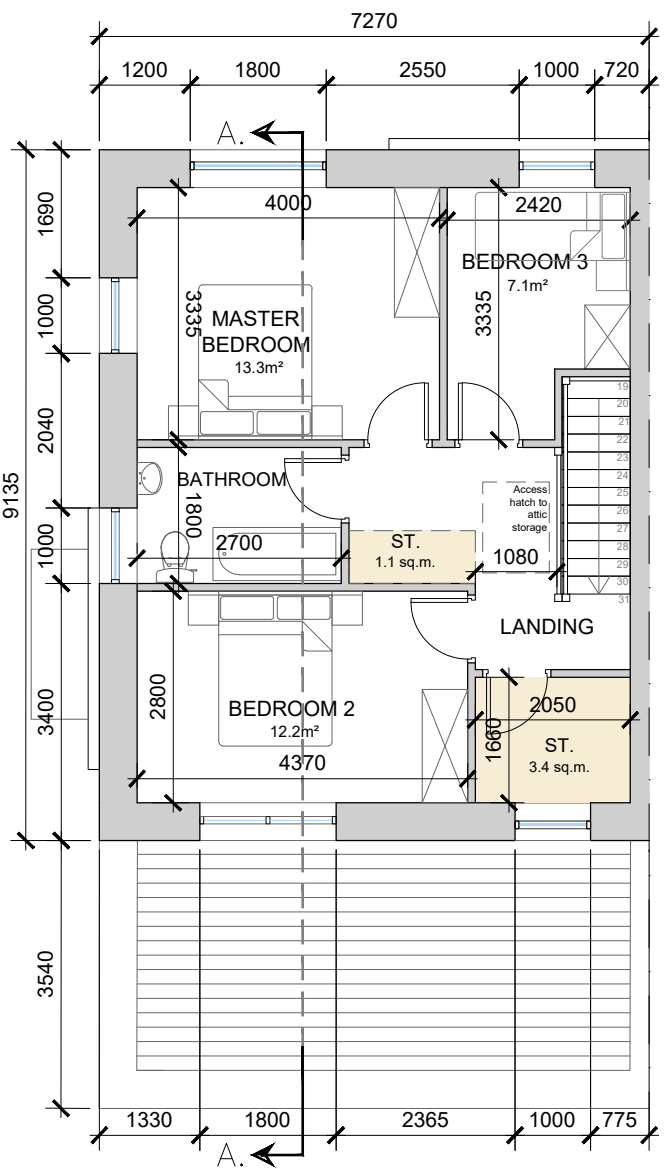 7270
1200
1800
2550
1000
720
A.
1690
1000
2040
1000
3400
9135
3540
4000
2420
3335
3335
MASTER
BEDROOM
13.3m²
BEDROOM 3
7.1m²
19
20
21
22
23
24
25
26
27
28
29
30
31
BATHROOM
1800
2700
Access
hatch to
attic
storage
ST.
1.1 sq.m.
1080
LANDING
2800
BEDROOM 2
12.2m²
4370
2050
1660
ST.
3.4 sq.m.
1330
1800
2365
1000
775
A.